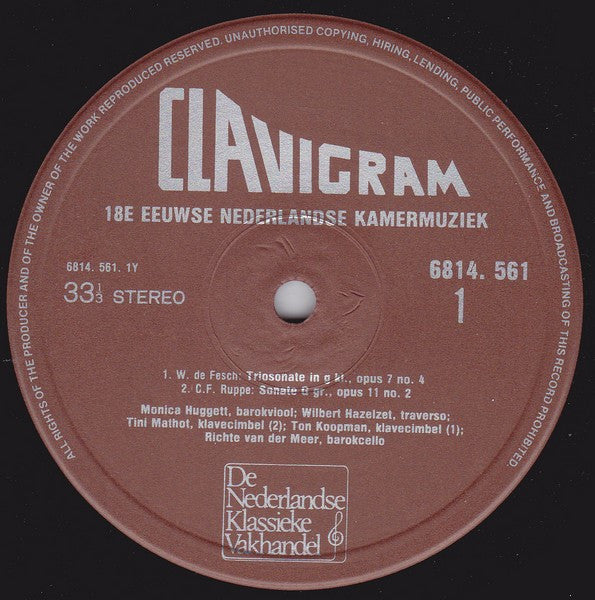 ALL RIGHTS OF THE PRODUCER AND OF THE OWNER OF THE WORK REPRODUCED RESERVED. UNAUTHORISED COPYING, HIRING, LENDING, PUBLIC PERFORMANCE AND BROADCASTING OF THIS RECORD PROHIBITED
CLAVIGRAM
18E EEUWSE NEDERLANDSE KAMERMUZIEK
6814. 561. 1Y
6814. 561
33⅓ STEREO
1
1. W. de Fesch: Triosonate in g kl., opus 7 no. 4
2. C.F. Ruppe: Sonate G gr., opus 11 no. 2
Monica Huggett, barokviool; Wilbert Hazelzet, traverso;
Tini Mathot, klavecimbel (2); Ton Koopman, klavecimbel (1);
Richte van der Meer, barokcello
De
Nederlandse
Klassieke
Vakhandel